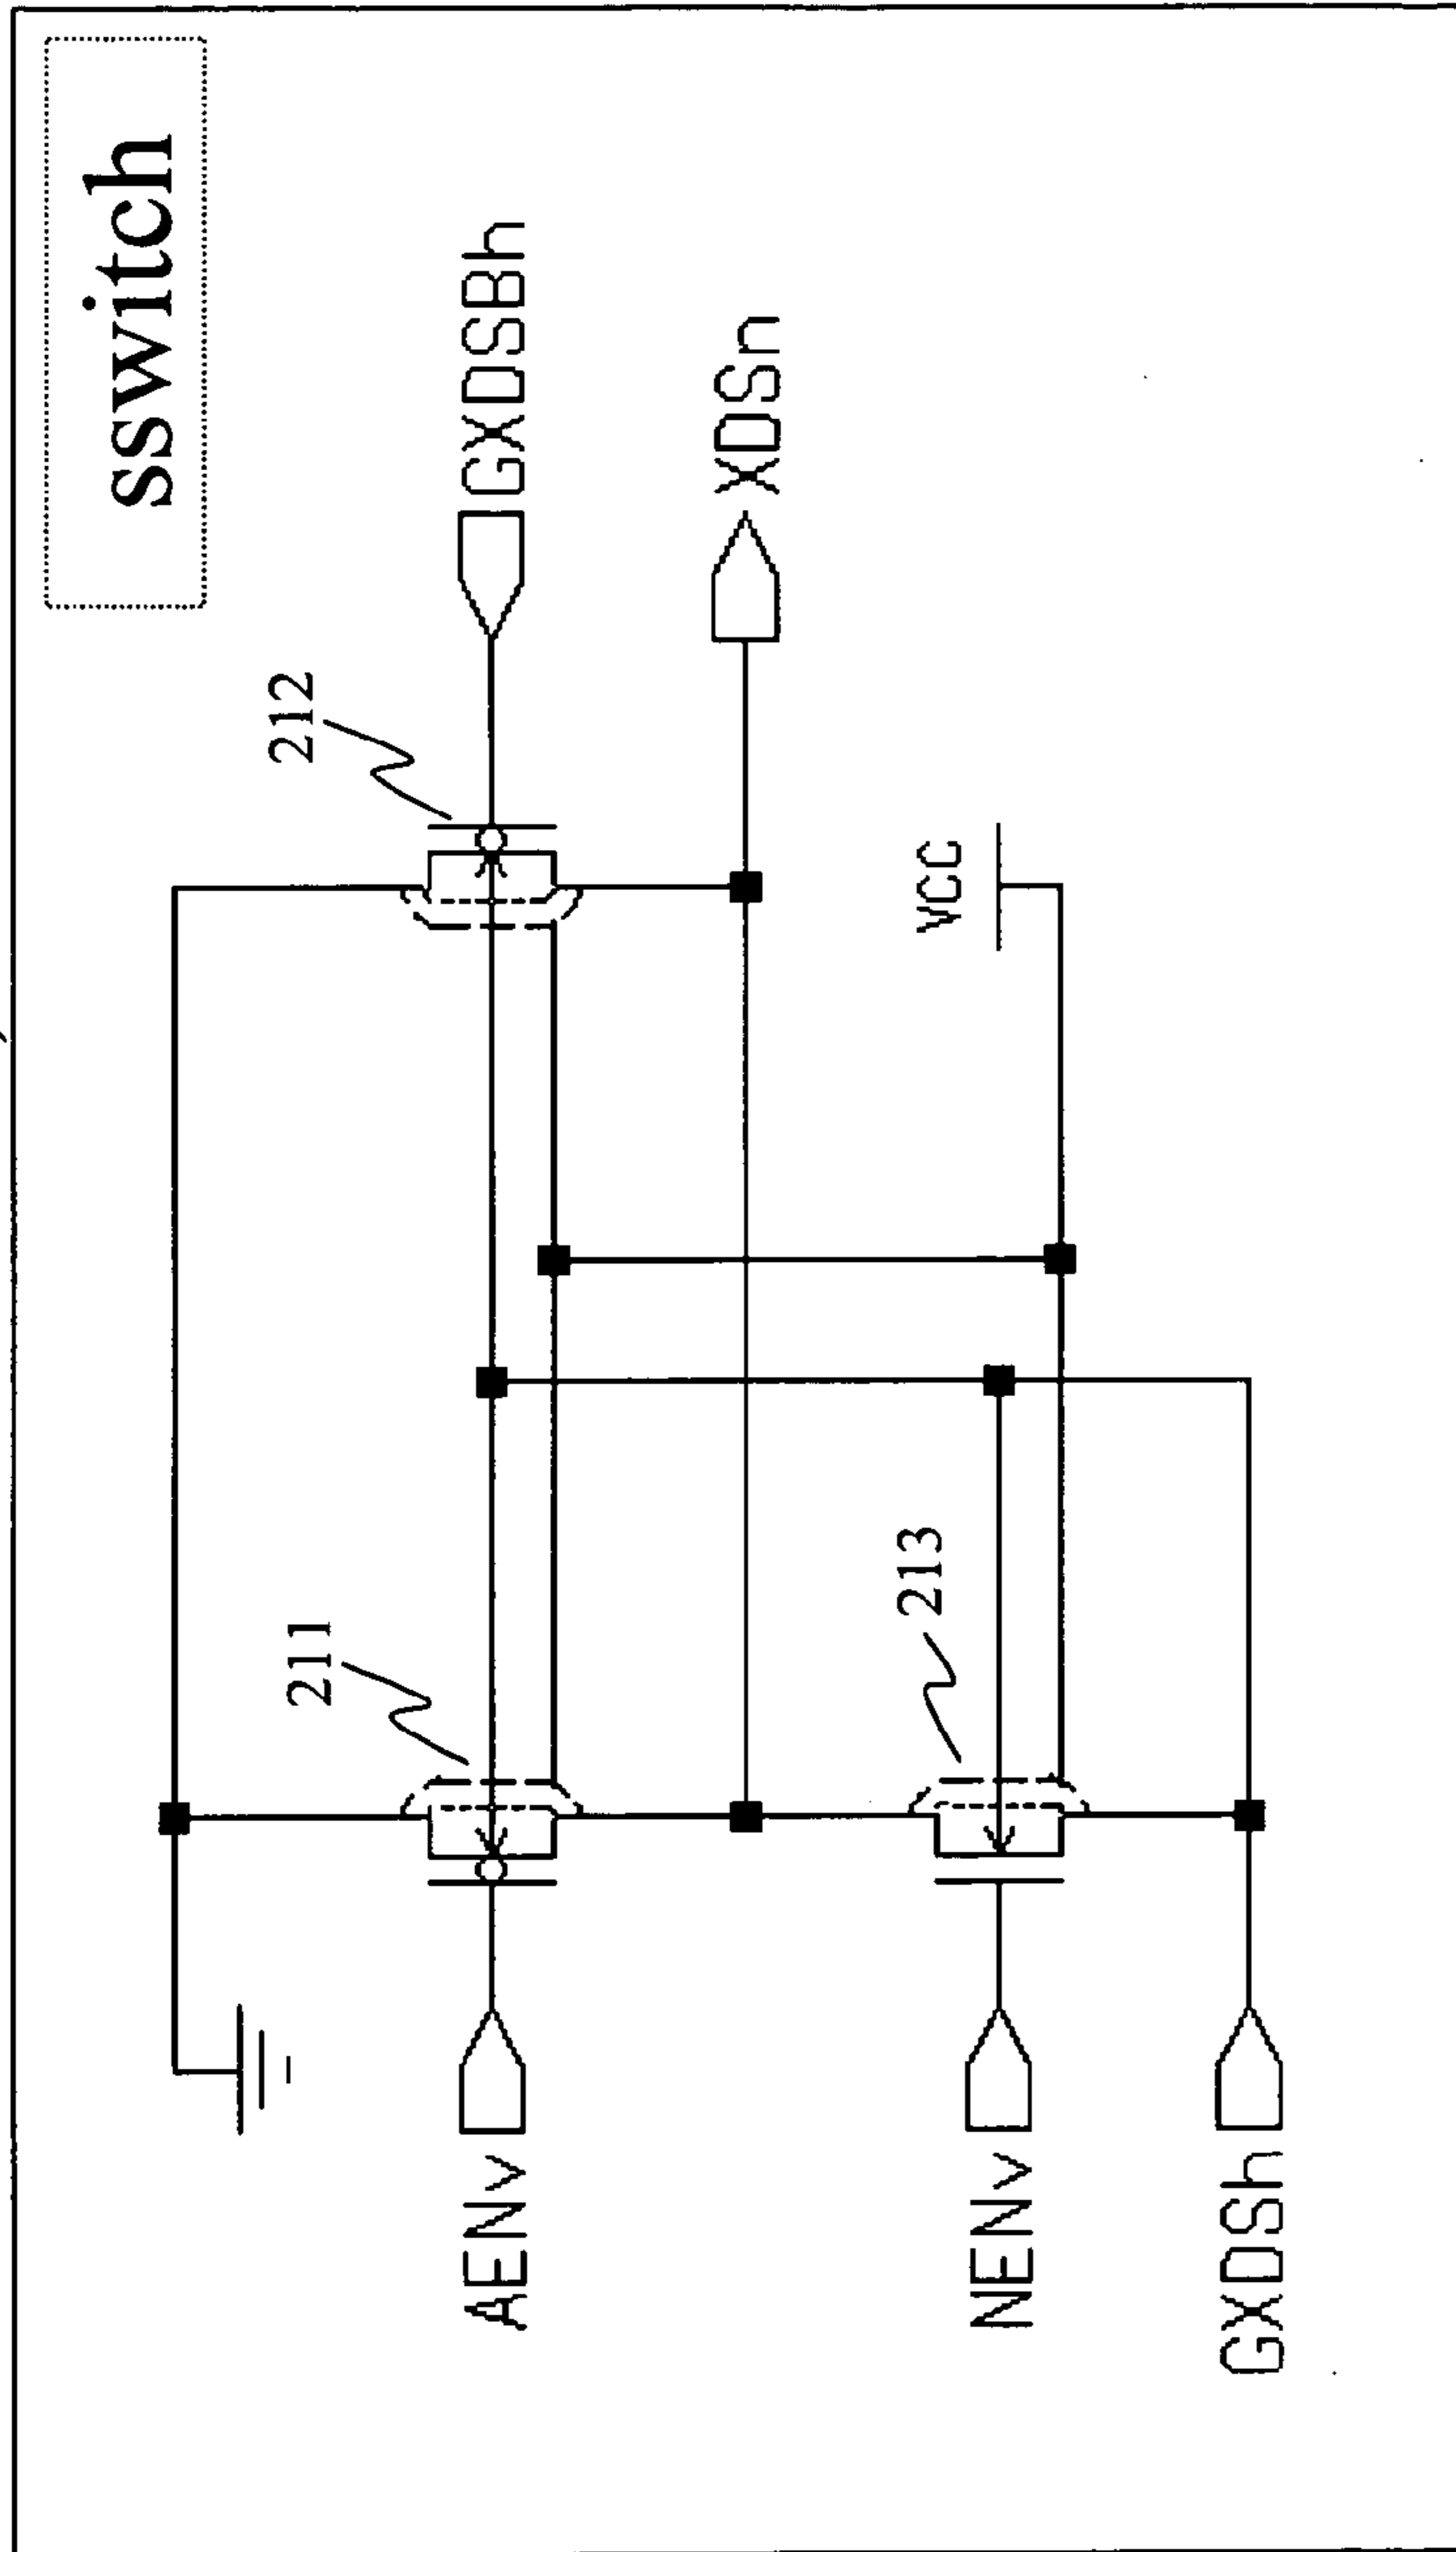 sswitch
212
GXDSBh
XDSn
VCC
211
213
AENv
NENv
GXDSh